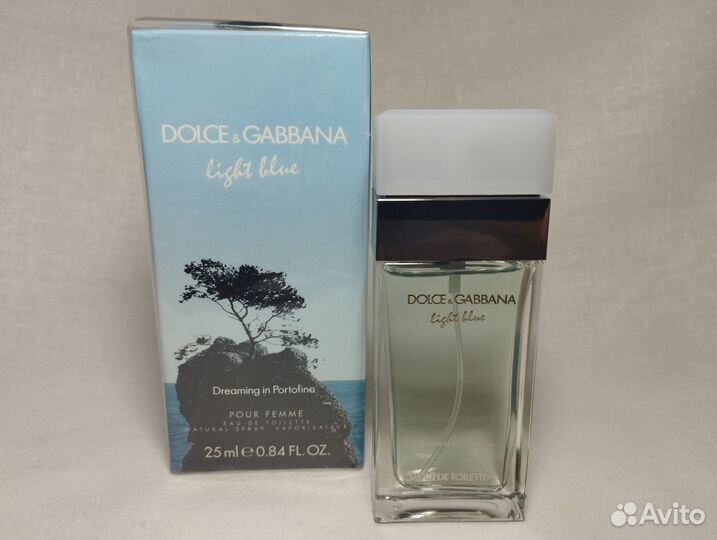 DOLCE & GABBANA
light blue
Dreaming in Portofino
POUR FEMME
EAU DE TOILETTE
NATURAL SPRAY VAPORISATEUR
25 ml e 0.84 FL. OZ.
DOLCE & GABBANA
light blue
EAU DE TOILETTE
Avito